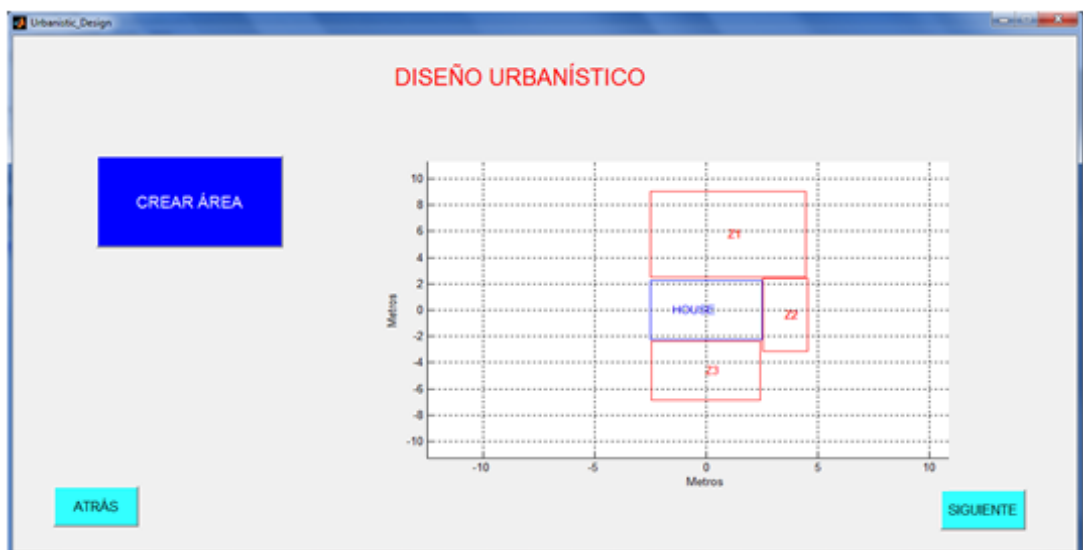 Urbanistic_Design
DISEÑO URBANÍSTICO
CREAR ÁREA
10
8
6
4
2
0
-2
-4
-6
-8
-10
Metros
Z1
HOUSE
Z2
Z3
-10
-5
0
5
10
Metros
ATRÁS
SIGUIENTE